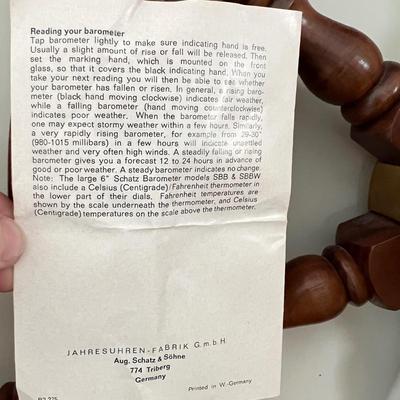 Reading your barometer
Tap barometer lightly to make sure indicating hand is free.
Usually a slight amount of rise or fall will be released. Then
set the marking hand, which is mounted on the front
glass, so that it covers the black indicating hand. When you
take your next reading you will then be able to see whether
your barometer has fallen or risen. In general, a rising baro-
meter (black hand moving clockwise) indicates fair weather,
while a falling barometer (hand moving counterclockwise)
indicates poor weather. When the barometer falls rapidly,
one may expect stormy weather within a few hours. Similarly,
a very rapidly rising barometer, for example from 29-30"
(980-1015 millibars) in a few hours will indicate unsettled
weather and very often high winds. A steadily falling or rising
barometer gives you a forecast 12 to 24 hours in advance of
good or poor weather. A steady barometer indicates no change.
Note: The large 6" Schatz Barometer models SBB & SBBW
also include a Celsius (Centigrade)/Fahrenheit thermometer in
the lower part of their dials. Fahrenheit temperatures are
shown by the scale underneath the thermometer, and Celsius
(Centigrade) temperatures on the scale above the thermometer.
JAHRESUHREN-FABRIK G.m.b.H.
Aug. Schatz & Söhne
774 Triberg
Germany
Printed in W.-Germany